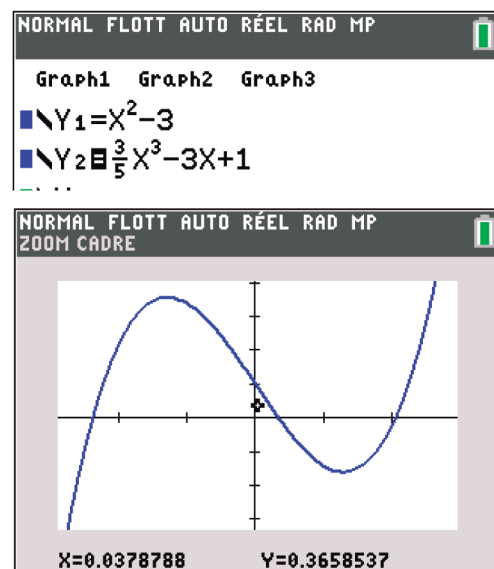 NORMAL FLOTT AUTO RÉEL RAD MP
Graph1 Graph2 Graph3
\Y1=X²-3
\Y2=3/5X³-3X+1
NORMAL FLOTT AUTO RÉEL RAD MP
ZOOM CADRE
X=0.0378788 Y=0.3658537